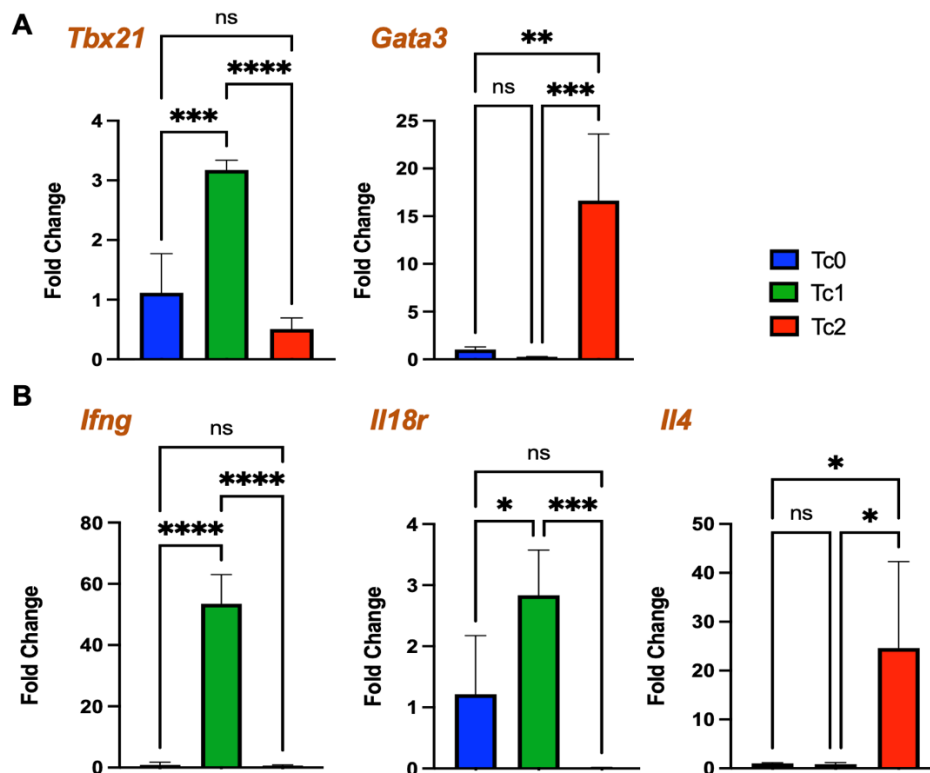 A
Tbx21
ns
****
***
Fold Change
4
3
2
1
0
Gata3
**
ns
***
Fold Change
25
20
15
10
5
0
Tc0
Tc1
Tc2
B
Ifng
ns
****
****
Fold Change
80
60
40
20
0
Il18r
ns
*
***
Fold Change
4
3
2
1
0
Il4
*
ns
*
Fold Change
50
40
30
20
10
0